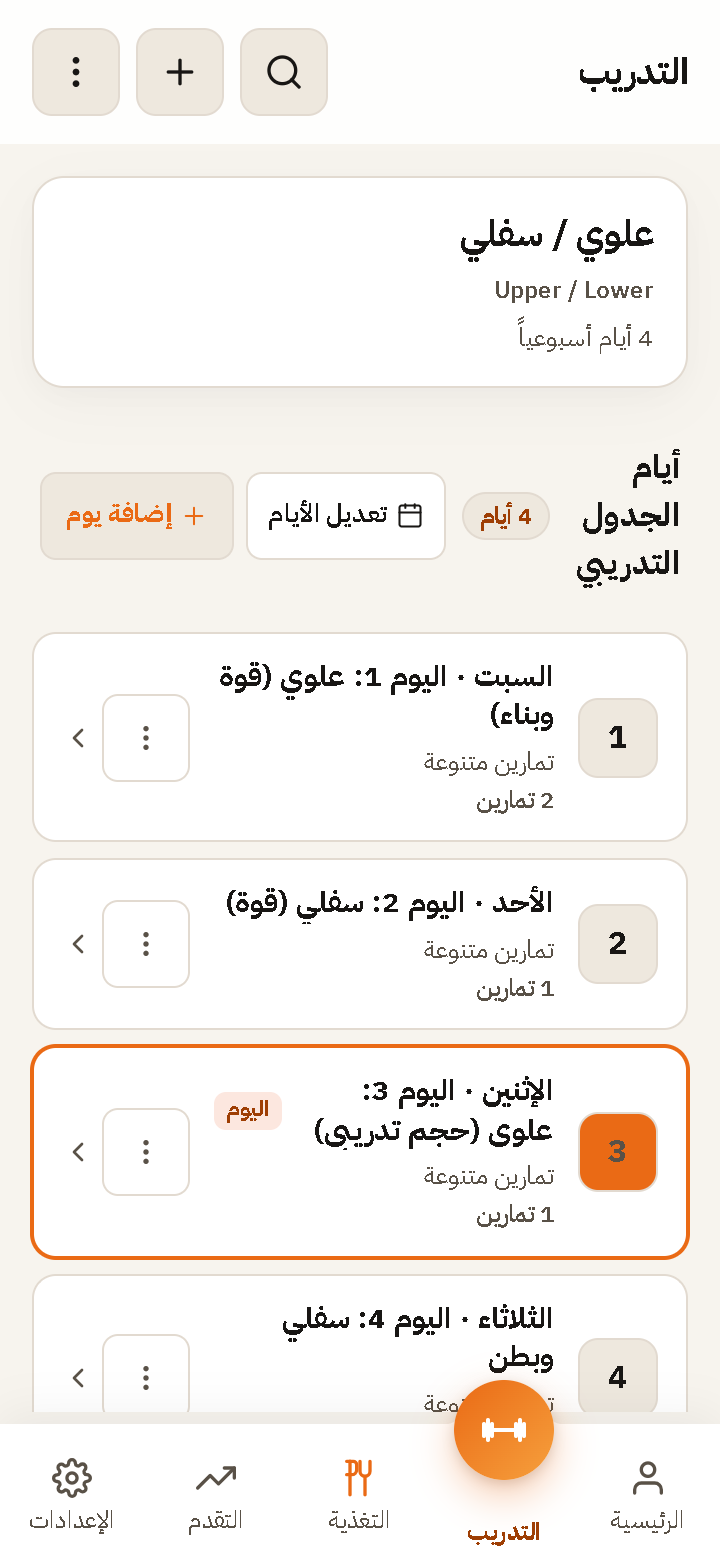 التدريب
علوي / سفلي
Upper / Lower
4 أيام أسبوعياً
أيام
الجدول
التدريبي
4 أيام
تعديل الأيام
إضافة يوم
1
السبت · اليوم 1: علوي (قوة
وبناء)
تمارين متنوعة
2 تمارين
2
الأحد · اليوم 2: سفلي (قوة)
تمارين متنوعة
1 تمارين
3
الإثنين · اليوم 3:
علوي (حجم تدريبي)
اليوم
تمارين متنوعة
1 تمارين
4
الثلاثاء · اليوم 4: سفلي
وبطن
الرئيسية
التدريب
التغذية
التقدم
الإعدادات